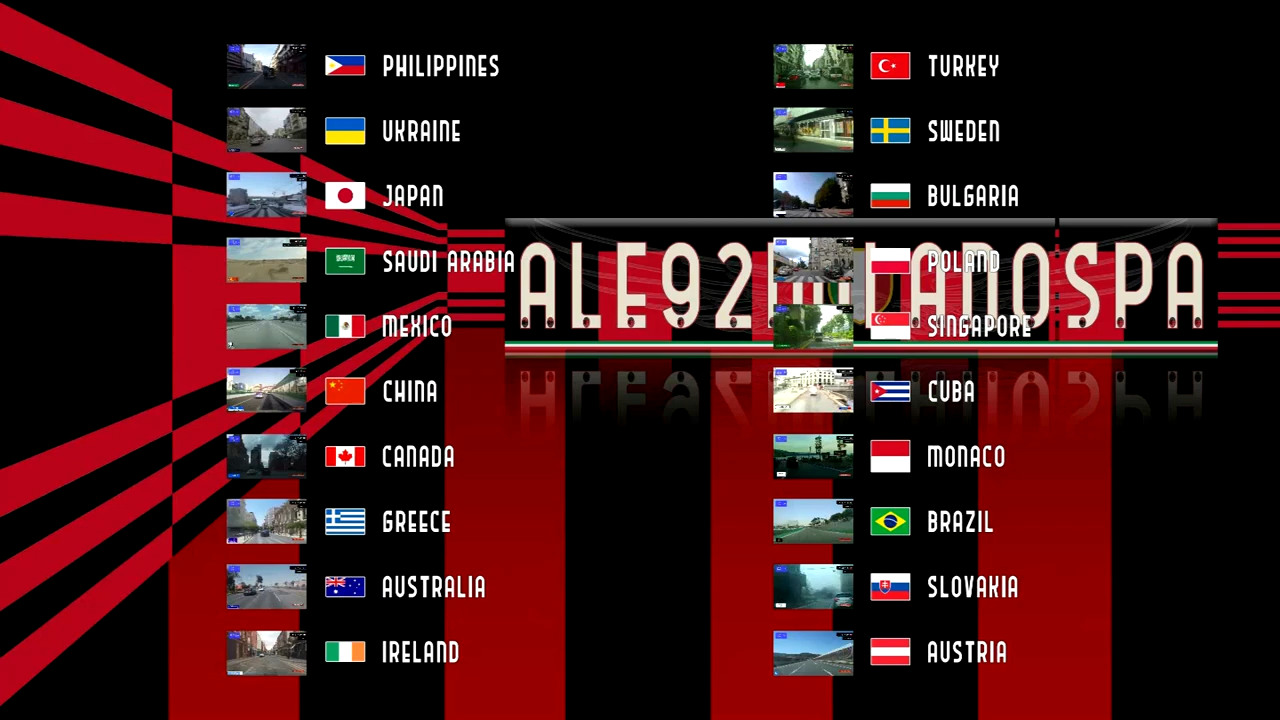 PHILIPPINES
UKRAINE
JAPAN
SAUDI ARABIA
MEXICO
CHINA
CANADA
GREECE
AUSTRALIA
IRELAND
TURKEY
SWEDEN
BULGARIA
POLAND
SINGAPORE
CUBA
MONACO
BRAZIL
SLOVAKIA
AUSTRIA